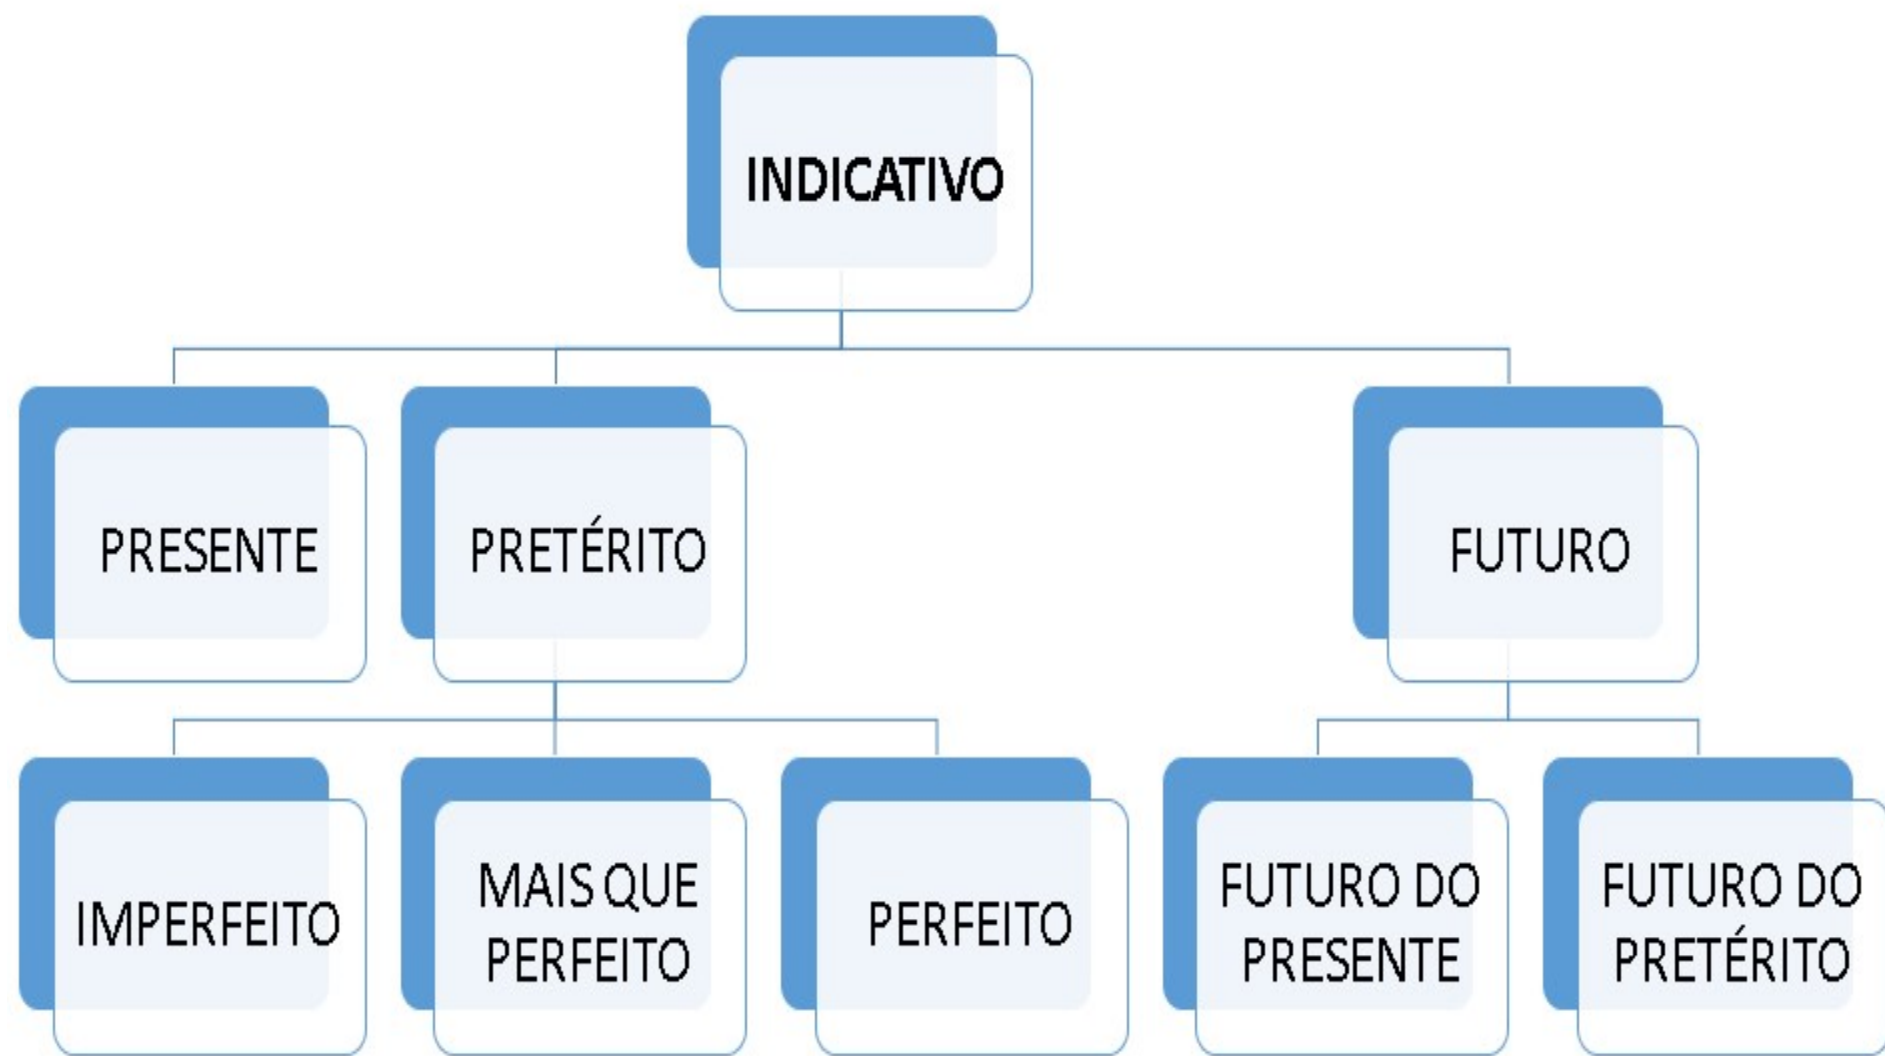 INDICATIVO
PRESENTE
PRETÉRITO
FUTURO
IMPERFEITO
MAIS QUE
PERFEITO
PERFEITO
FUTURO DO
PRESENTE
FUTURO DO
PRETÉRITO